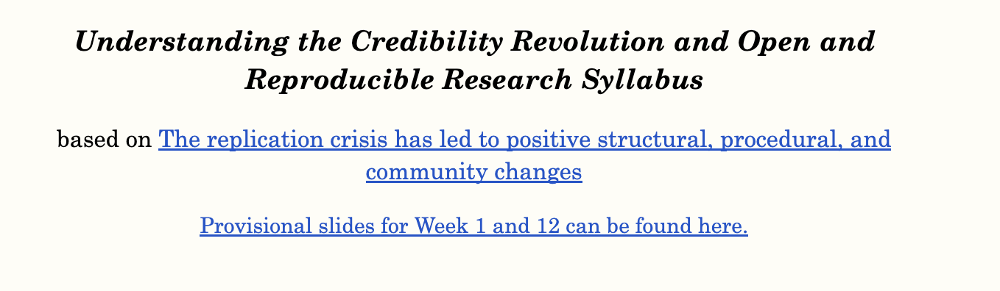 Understanding the Credibility Revolution and Open and
Reproducible Research Syllabus
based on The replication crisis has led to positive structural, procedural, and
community changes
Provisional slides for Week 1 and 12 can be found here.